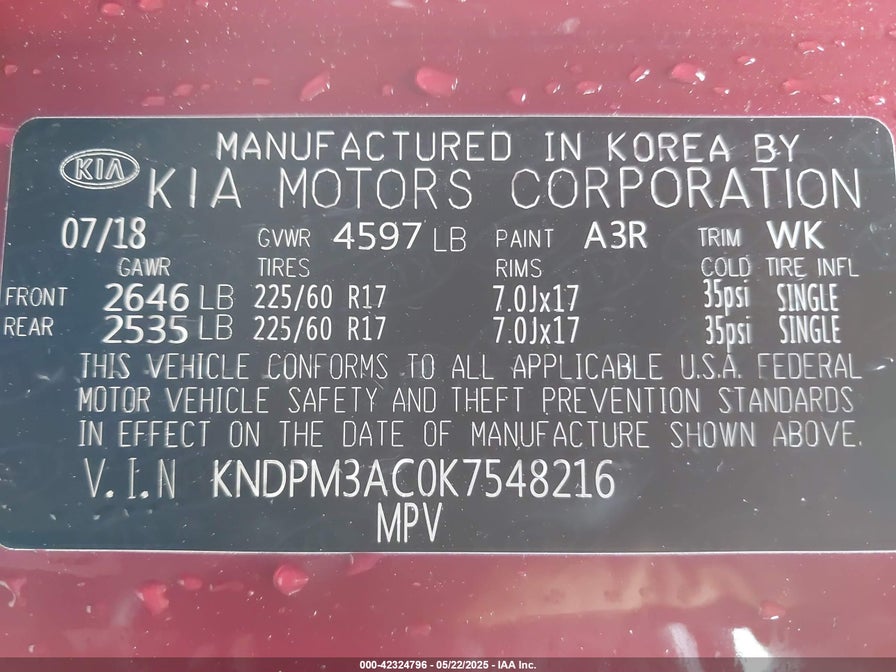 MANUFACTURED IN KOREA BY
KIA KIA MOTORS CORPORATION
07/18 GVWR 4597 LB PAINT A3R TRIM WK
GAWR TIRES RIMS COLD TIRE INFL
FRONT 2646 LB 225/60 R17 7.0Jx17 35psi SINGLE
REAR 2535 LB 225/60 R17 7.0Jx17 35psi SINGLE
THIS VEHICLE CONFORMS TO ALL APPLICABLE U.S.A. FEDERAL
MOTOR VEHICLE SAFETY AND THEFT PREVENTION STANDARDS
IN EFFECT ON THE DATE OF MANUFACTURE SHOWN ABOVE.
V.I.N KNDPM3AC0K7548216
MPV
000-42324796 - 05/22/2025 - IAA Inc.